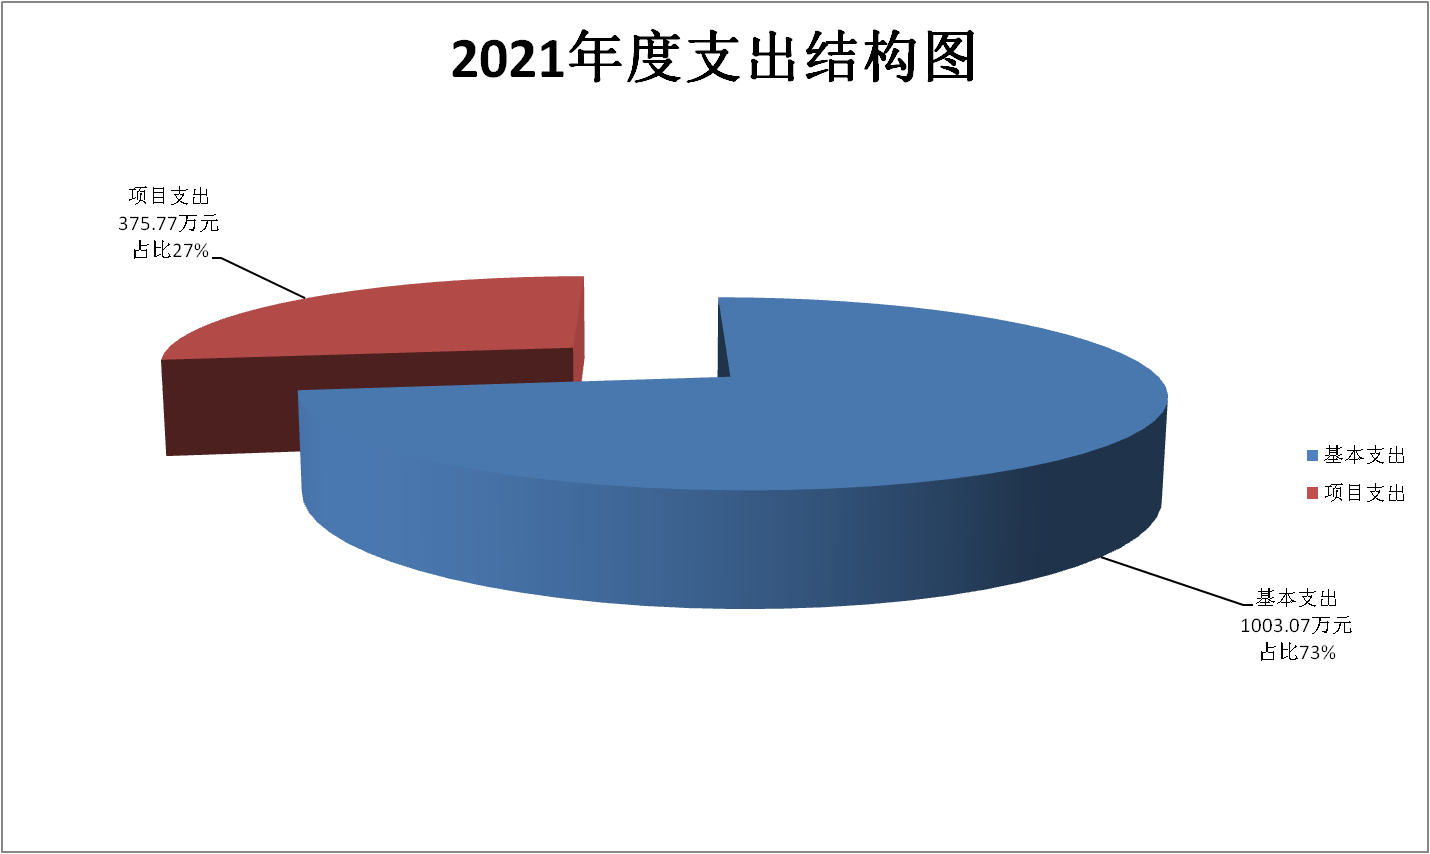 2021年度支出结构图
项目支出
375.77万元
占比27%
基本支出
项目支出
基本支出
1003.07万元
占比73%